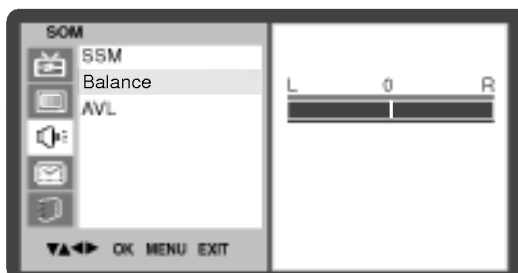 SOM
SSM
Balance
AVL
L 0 R
▼▲◀▶ OK MENU EXIT